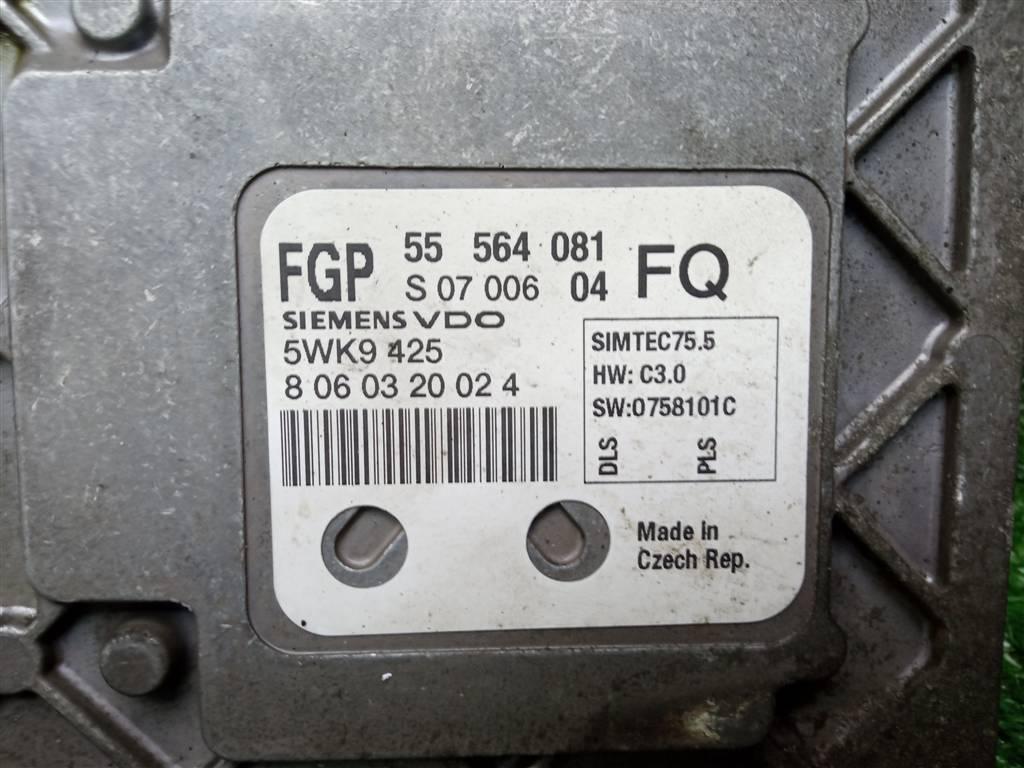 FGP 55 564 081 FQ
S 07 006 04
SIEMENS VDO
5WK9 425
8 06 03 20 02 4
SIMTEC75.5
HW: C3.0
SW:0758101C
DLS PLS
Made In
Czech Rep.